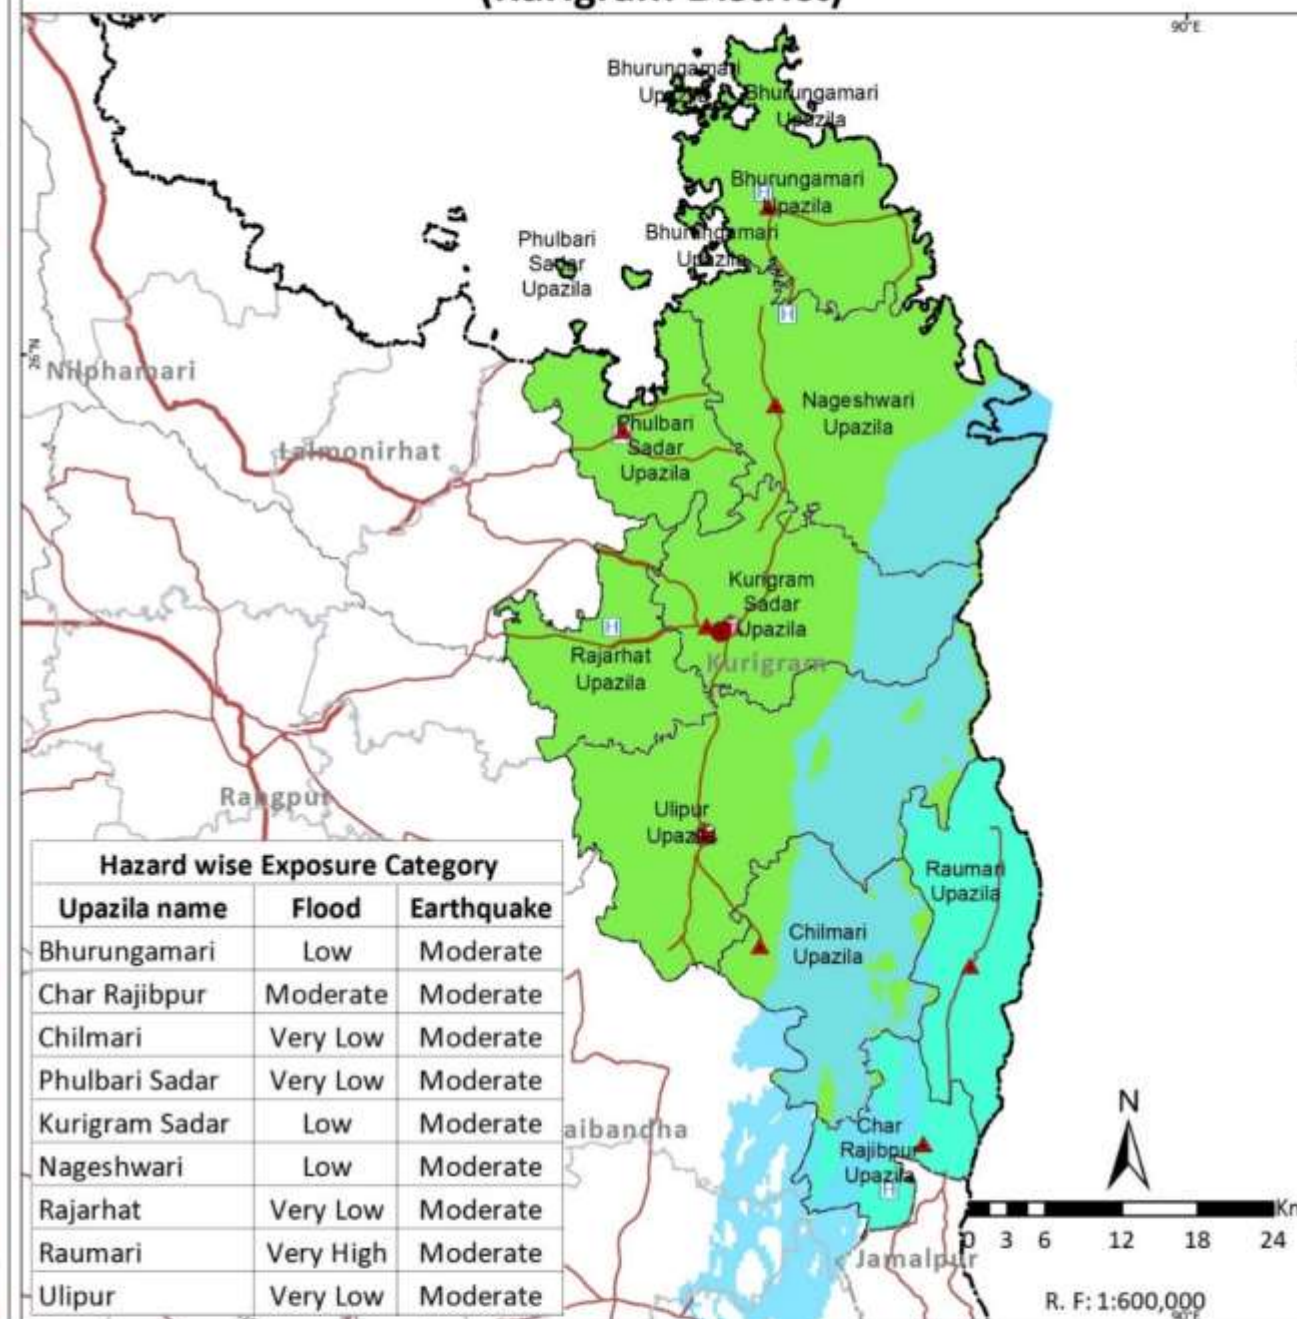 (Kurigram District)
90°E
Bhurungamari
Upazila
Bhurungamari
Upazila
Bhurungamari
Upazila
H
Bhurungamari
Upazila
Phulbari
Sadar
Upazila
H
26°N
Nilphamari
Nageshwari
Upazila
Phulbari
Sadar
Upazila
Lalmonirhat
Kurigram
Sadar
Upazila
H
Rajarhat
Upazila
Kurigram
Rangpur
Ulipur
Upazila
Raumari
Upazila
Chilmari
Upazila
Hazard wise Exposure Category
Upazila name Flood Earthquake
Bhurungamari Low Moderate
Char Rajibpur Moderate Moderate
Chilmari Very Low Moderate
Phulbari Sadar Very Low Moderate
Kurigram Sadar Low Moderate
Nageshwari Low Moderate
Rajarhat Very Low Moderate
Raumari Very High Moderate
Ulipur Very Low Moderate
aibandha
Char
Rajibpur
Upazila
H
Jamalpur
N
Km
0 3 6 12 18 24
R. F: 1:600,000
90°E